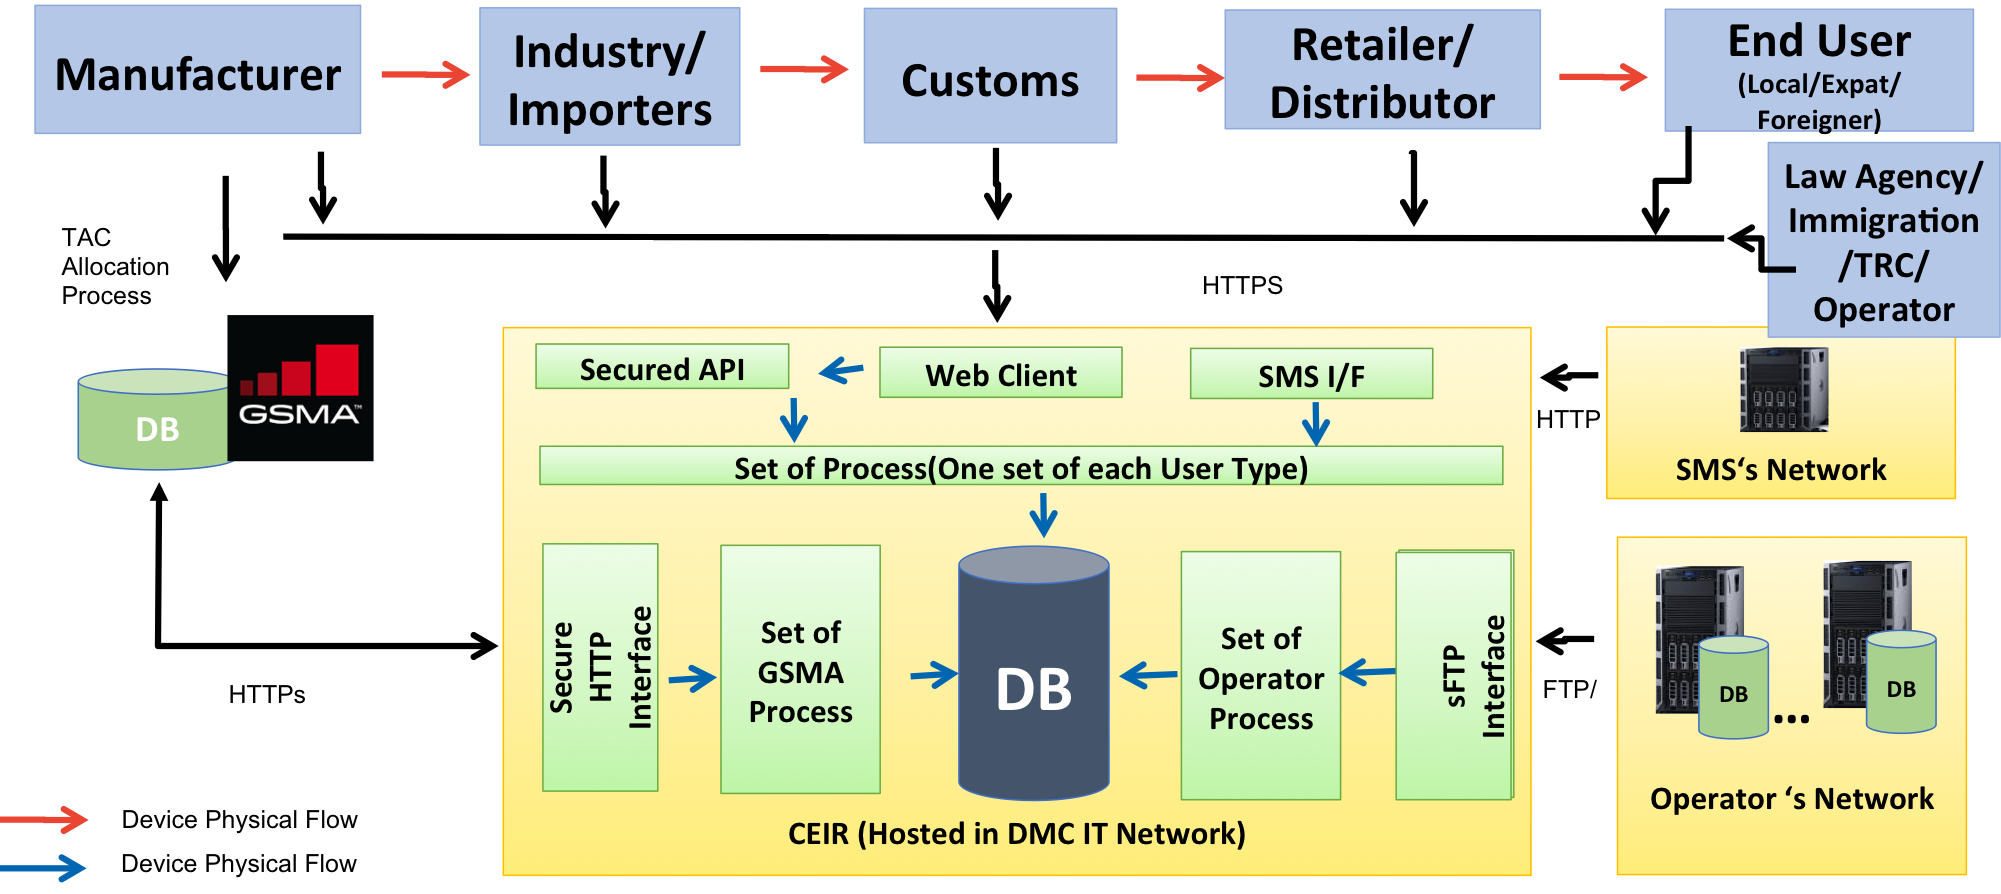 Manufacturer
Industry/
Importers
Customs
Retailer/
Distributor
End User
(Local/Expat/
Foreigner)
Law Agency/
Immigration
/TRC/
Operator
TAC
Allocation
Process
HTTPS
GSMA™
DB
Secured API
Web Client
SMS I/F
HTTP
SMS‘s Network
Set of Process(One set of each User Type)
Secure
HTTP
Interface
Set of
GSMA
Process
DB
Set of
Operator
Process
sFTP
Interface
HTTPs
FTP/
DB
...
DB
Operator ‘s Network
CEIR (Hosted in DMC IT Network)
Device Physical Flow
Device Physical Flow